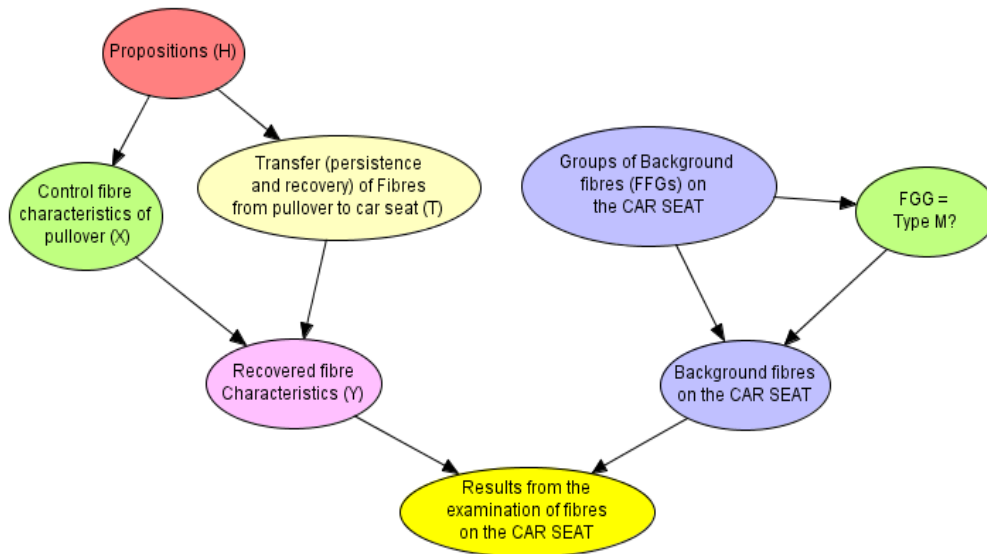 Propositions (H)
Control fibre
characteristics of
pullover (X)
Transfer (persistence
and recovery) of Fibres
from pullover to car seat (T)
Groups of Background
fibres (FFGs) on
the CAR SEAT
FGG =
Type M?
Recovered fibre
Characteristics (Y)
Background fibres
on the CAR SEAT
Results from the
examination of fibres
on the CAR SEAT